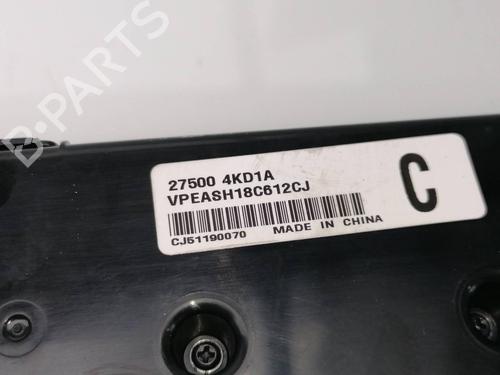 27500 4KD1A
VPEASH18C612CJ
C
CJ51190070 MADE IN CHINA
B-PARTS